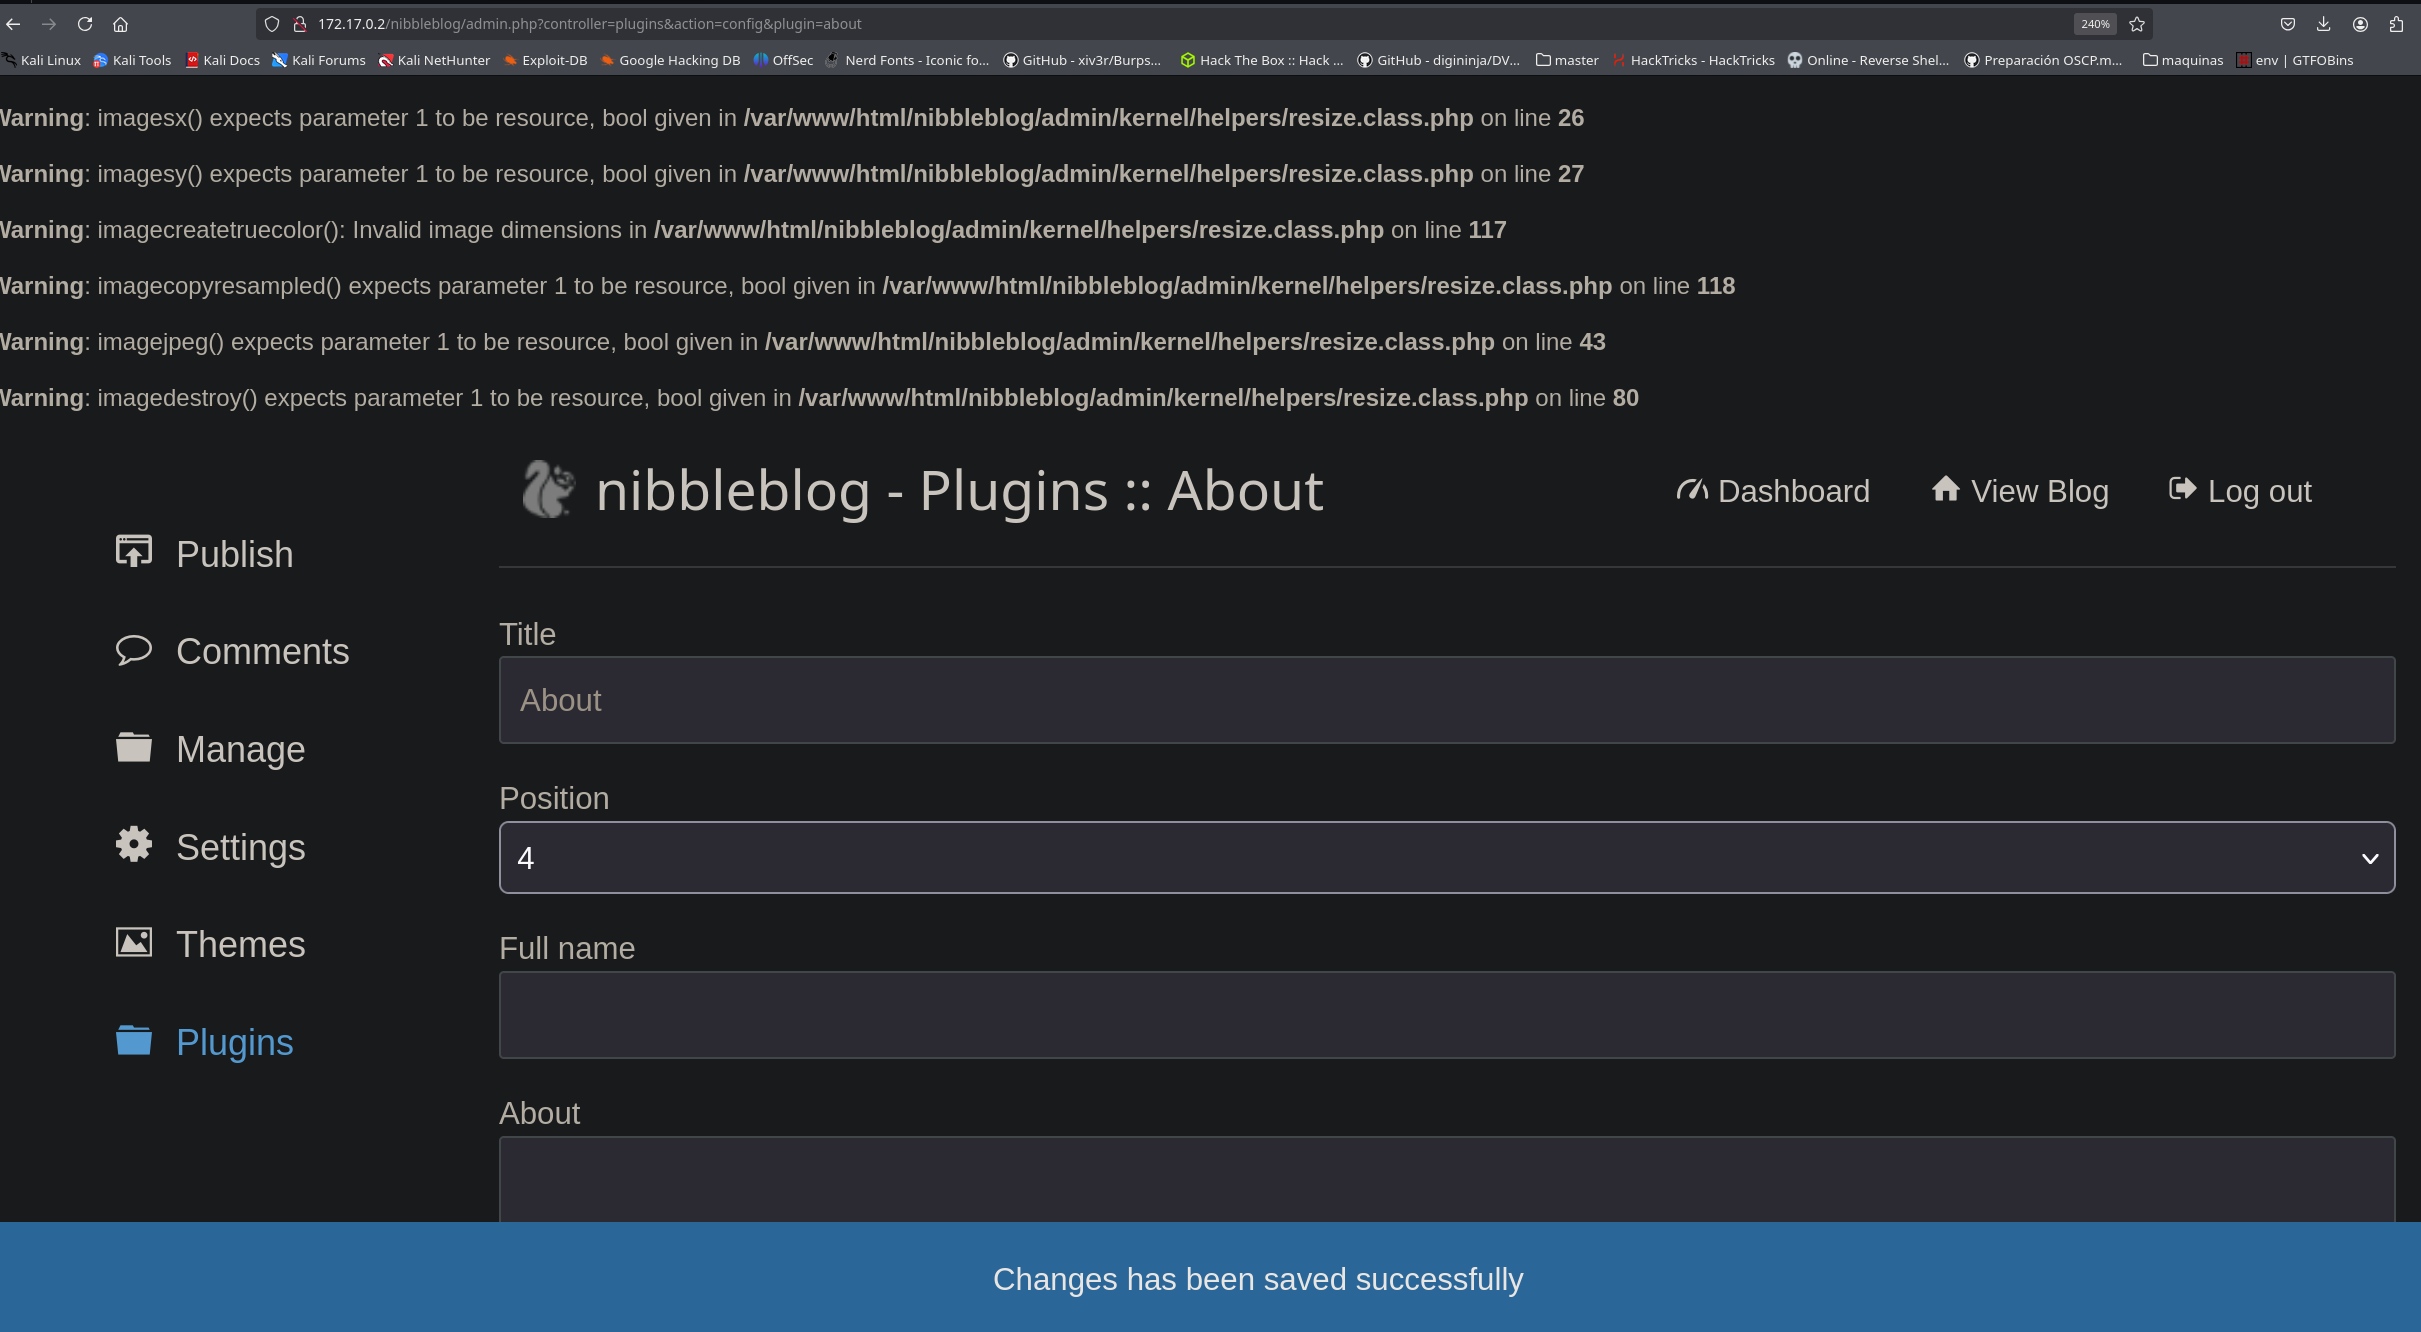 172.17.0.2/nibbleblog/admin.php?controller=plugins&action=config&plugin=about 240%
Kali Linux Kali Tools Kali Docs Kali Forums Kali NetHunter Exploit-DB Google Hacking DB OffSec Nerd Fonts - Iconic fo... GitHub - xiv3r/Burps... Hack The Box :: Hack ... GitHub - digininja/DV... master HackTricks - HackTricks Online - Reverse Shel... Preparación OSCP.m... maquinas env | GTFOBins
Warning: imagesx() expects parameter 1 to be resource, bool given in /var/www/html/nibbleblog/admin/kernel/helpers/resize.class.php on line 26
Warning: imagesy() expects parameter 1 to be resource, bool given in /var/www/html/nibbleblog/admin/kernel/helpers/resize.class.php on line 27
Warning: imagecreatetruecolor(): Invalid image dimensions in /var/www/html/nibbleblog/admin/kernel/helpers/resize.class.php on line 117
Warning: imagecopyresampled() expects parameter 1 to be resource, bool given in /var/www/html/nibbleblog/admin/kernel/helpers/resize.class.php on line 118
Warning: imagejpeg() expects parameter 1 to be resource, bool given in /var/www/html/nibbleblog/admin/kernel/helpers/resize.class.php on line 43
Warning: imagedestroy() expects parameter 1 to be resource, bool given in /var/www/html/nibbleblog/admin/kernel/helpers/resize.class.php on line 80
nibbleblog - Plugins :: About
Dashboard View Blog Log out
Publish
Comments
Manage
Settings
Themes
Plugins
Title
About
Position
4
Full name
About
Changes has been saved successfully